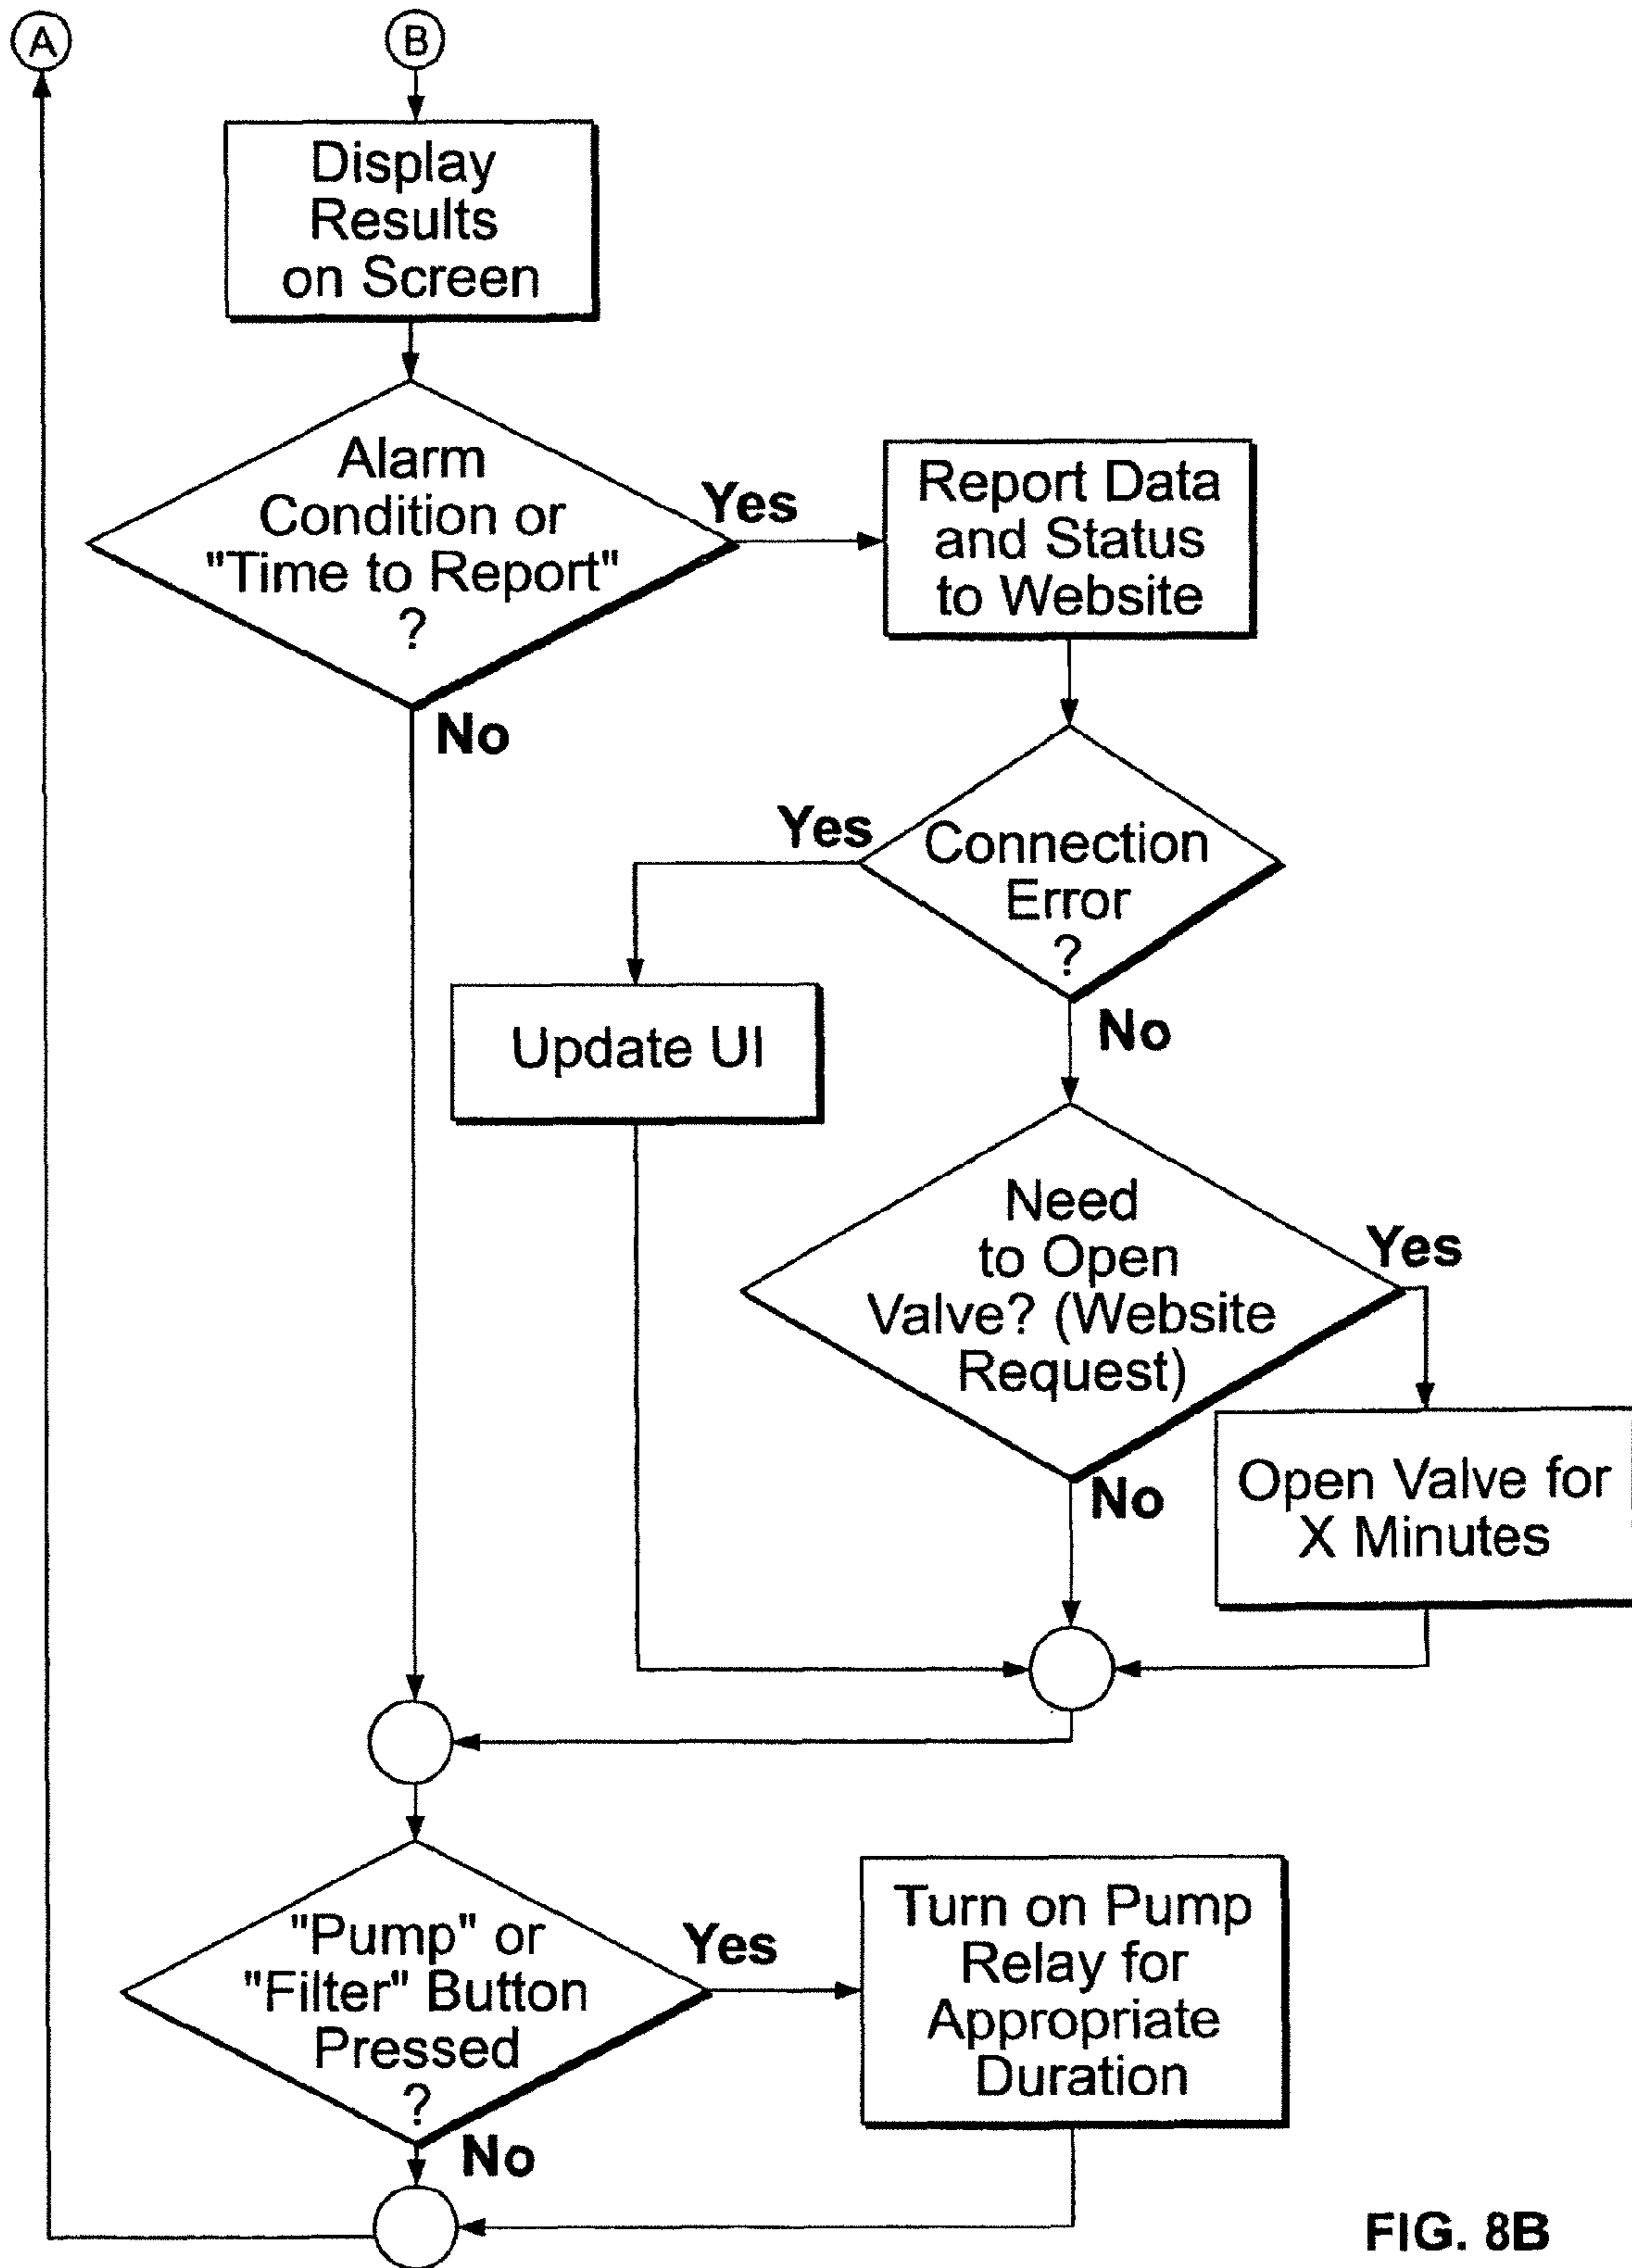 A
B
Display
Results
on Screen
Alarm
Condition or
"Time to Report"
?
Yes
No
Report Data
and Status
to Website
Connection
Error
?
Yes
No
Update UI
Need
to Open
Valve? (Website
Request)
Yes
No
Open Valve for
X Minutes
"Pump" or
"Filter" Button
Pressed
?
Yes
No
Turn on Pump
Relay for
Appropriate
Duration
FIG. 8B